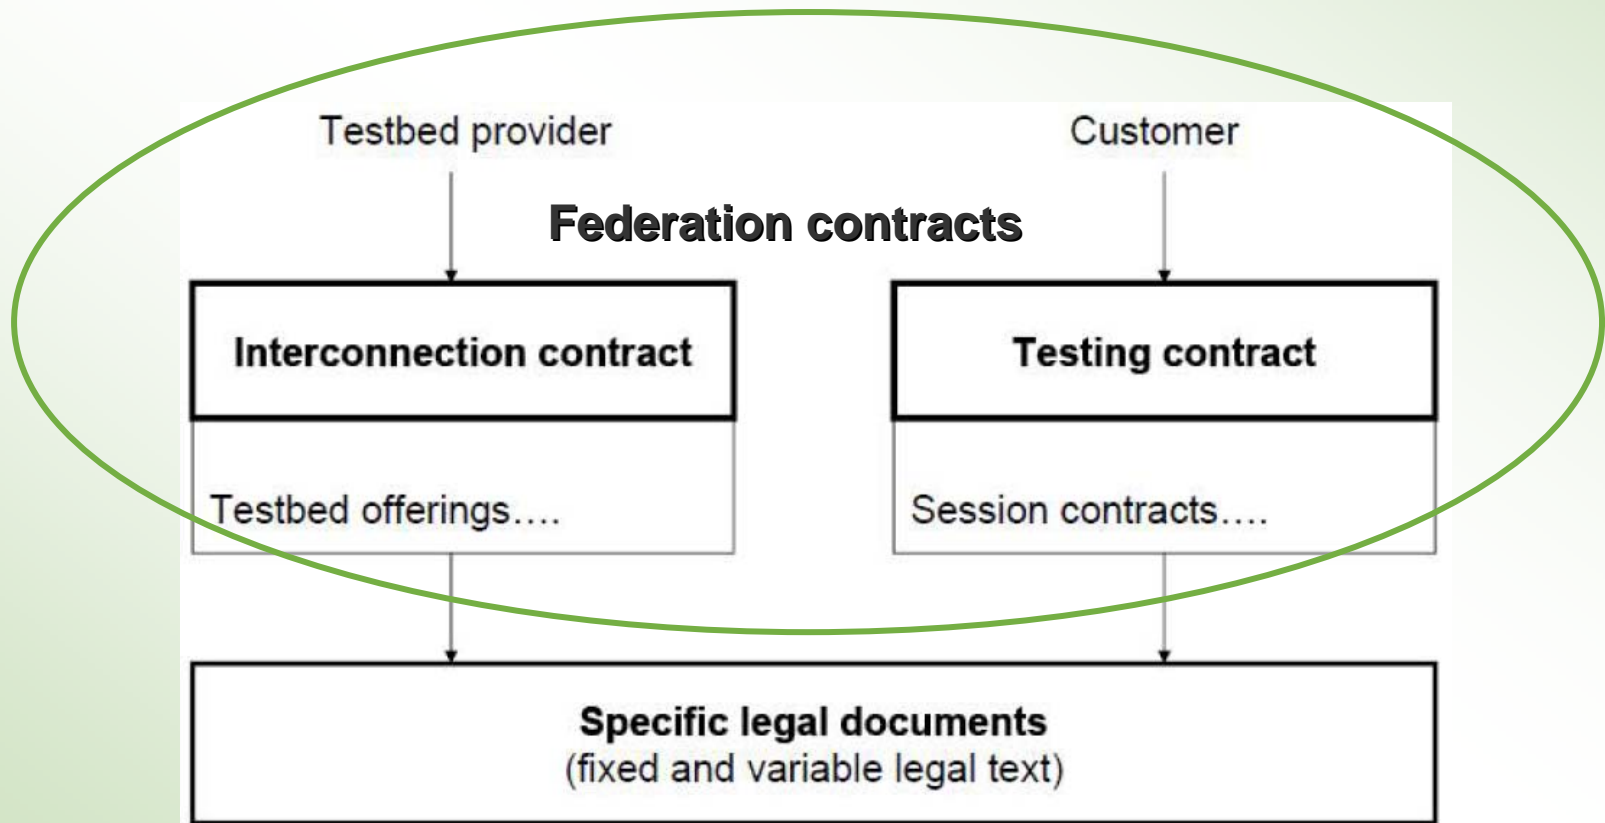 Testbed provider
Customer
Federation contracts
Interconnection contract
Testing contract
Testbed offerings....
Session contracts....
Specific legal documents
(fixed and variable legal text)